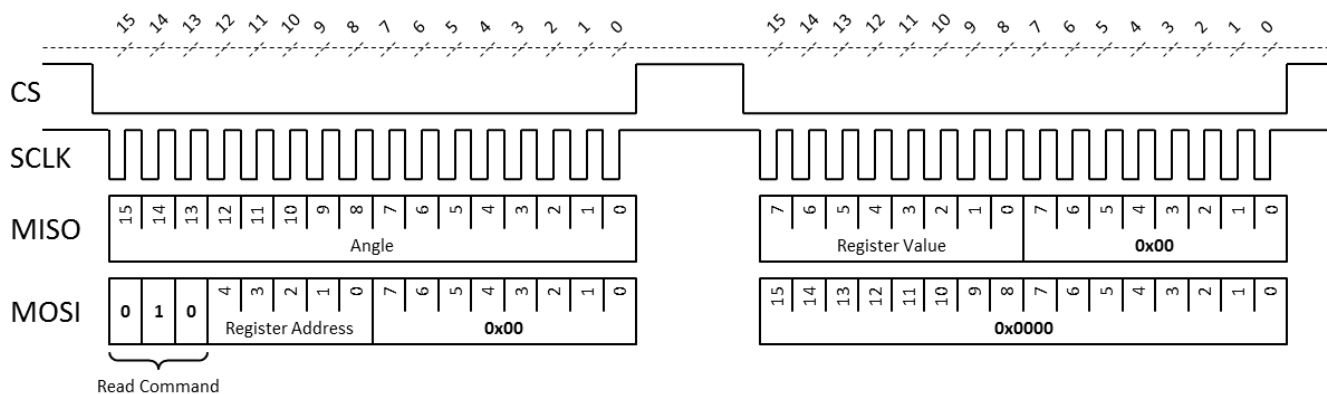 15 14 13 12 11 10 9 8 7 6 5 4 3 2 1 0 15 14 13 12 11 10 9 8 7 6 5 4 3 2 1 0
CS
SCLK
MISO 15 14 13 12 11 10 9 8 7 6 5 4 3 2 1 0 7 6 5 4 3 2 1 0 7 6 5 4 3 2 1 0
Angle Register Value 0x00
MOSI 0 1 0 4 3 2 1 0 7 6 5 4 3 2 1 0 15 14 13 12 11 10 9 8 7 6 5 4 3 2 1 0
Register Address 0x00 0x0000
Read Command